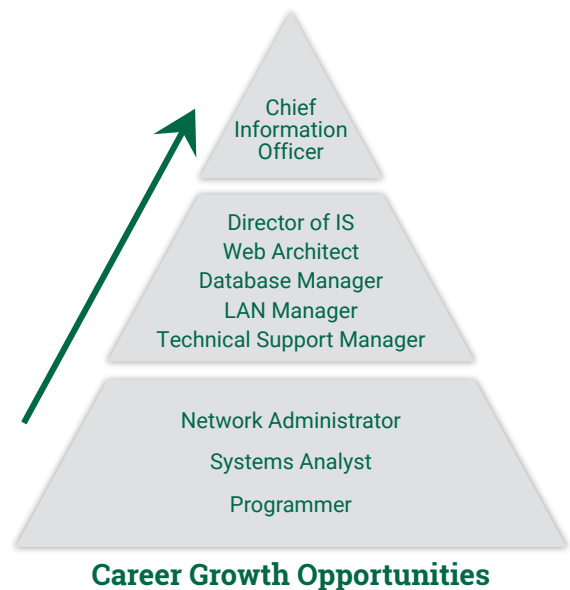 Chief
Information
Officer
Director of IS
Web Architect
Database Manager
LAN Manager
Technical Support Manager
Network Administrator
Systems Analyst
Programmer
Career Growth Opportunities